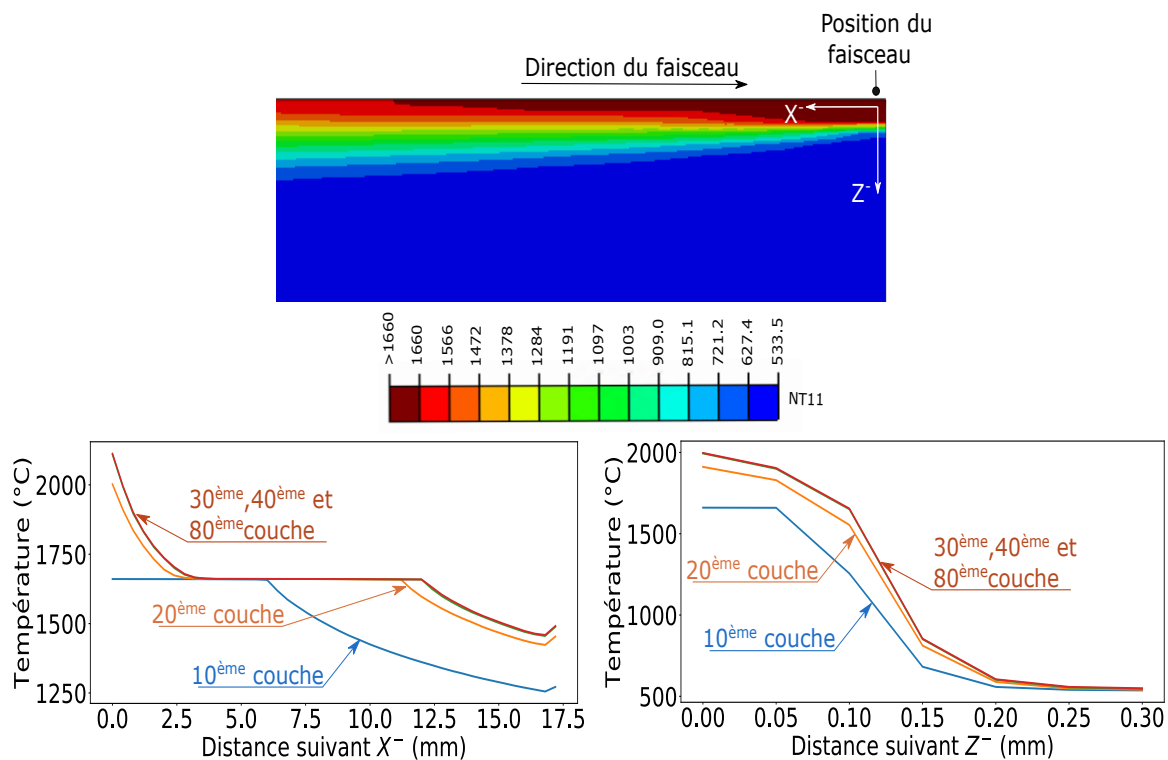 Position du
faisceau
Direction du faisceau
X⁻
Z⁻
>1660
1660
1566
1472
1378
1284
1191
1097
1003
909.0
815.1
721.2
627.4
533.5
NT11
Température (°C)
2000
1750
1500
1250
30ème,40ème et
80èmecouche
20ème couche
10ème couche
0.0 2.5 5.0 7.5 10.0 12.5 15.0 17.5
Distance suivant X⁻ (mm)
Température (°C)
2000
1500
1000
500
30ème,40ème et
80èmecouche
20ème couche
10ème couche
0.00 0.05 0.10 0.15 0.20 0.25 0.30
Distance suivant Z⁻ (mm)